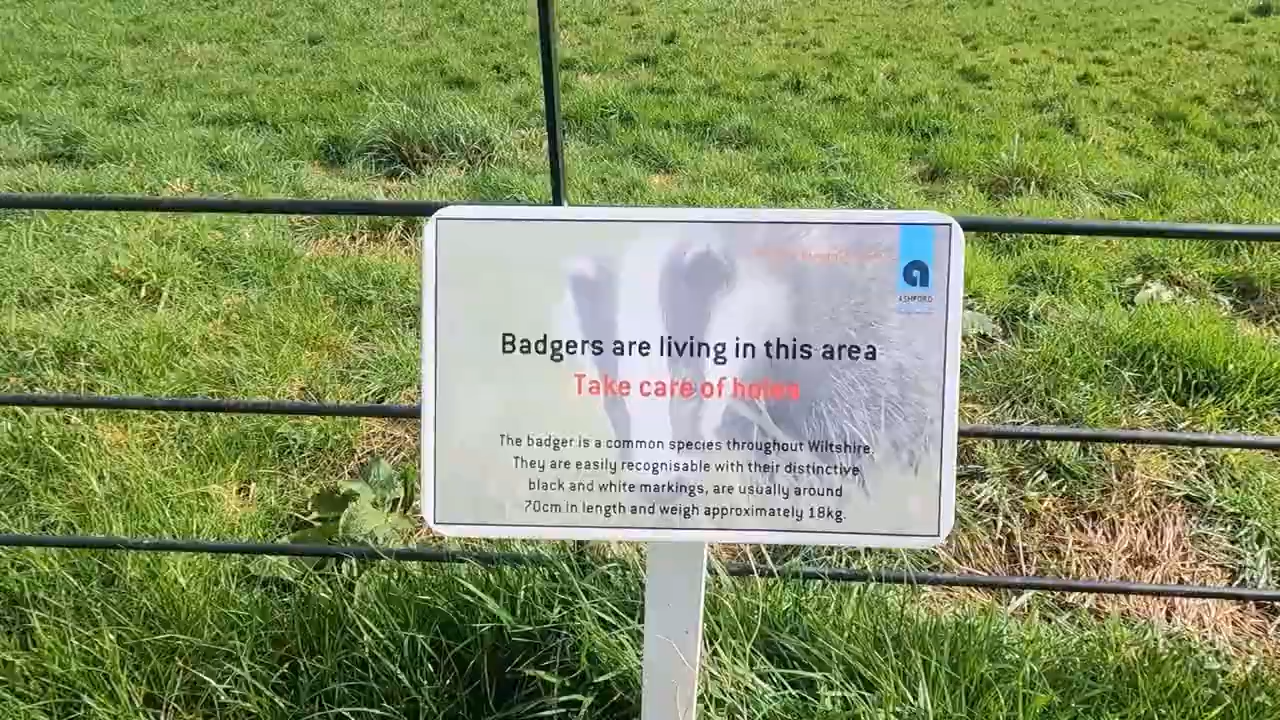 ASHFORD
Badgers are living in this area
Take care of holes
The badger is a common species throughout Wiltshire.
They are easily recognisable with their distinctive
black and white markings, are usually around
70cm in length and weigh approximately 18kg.